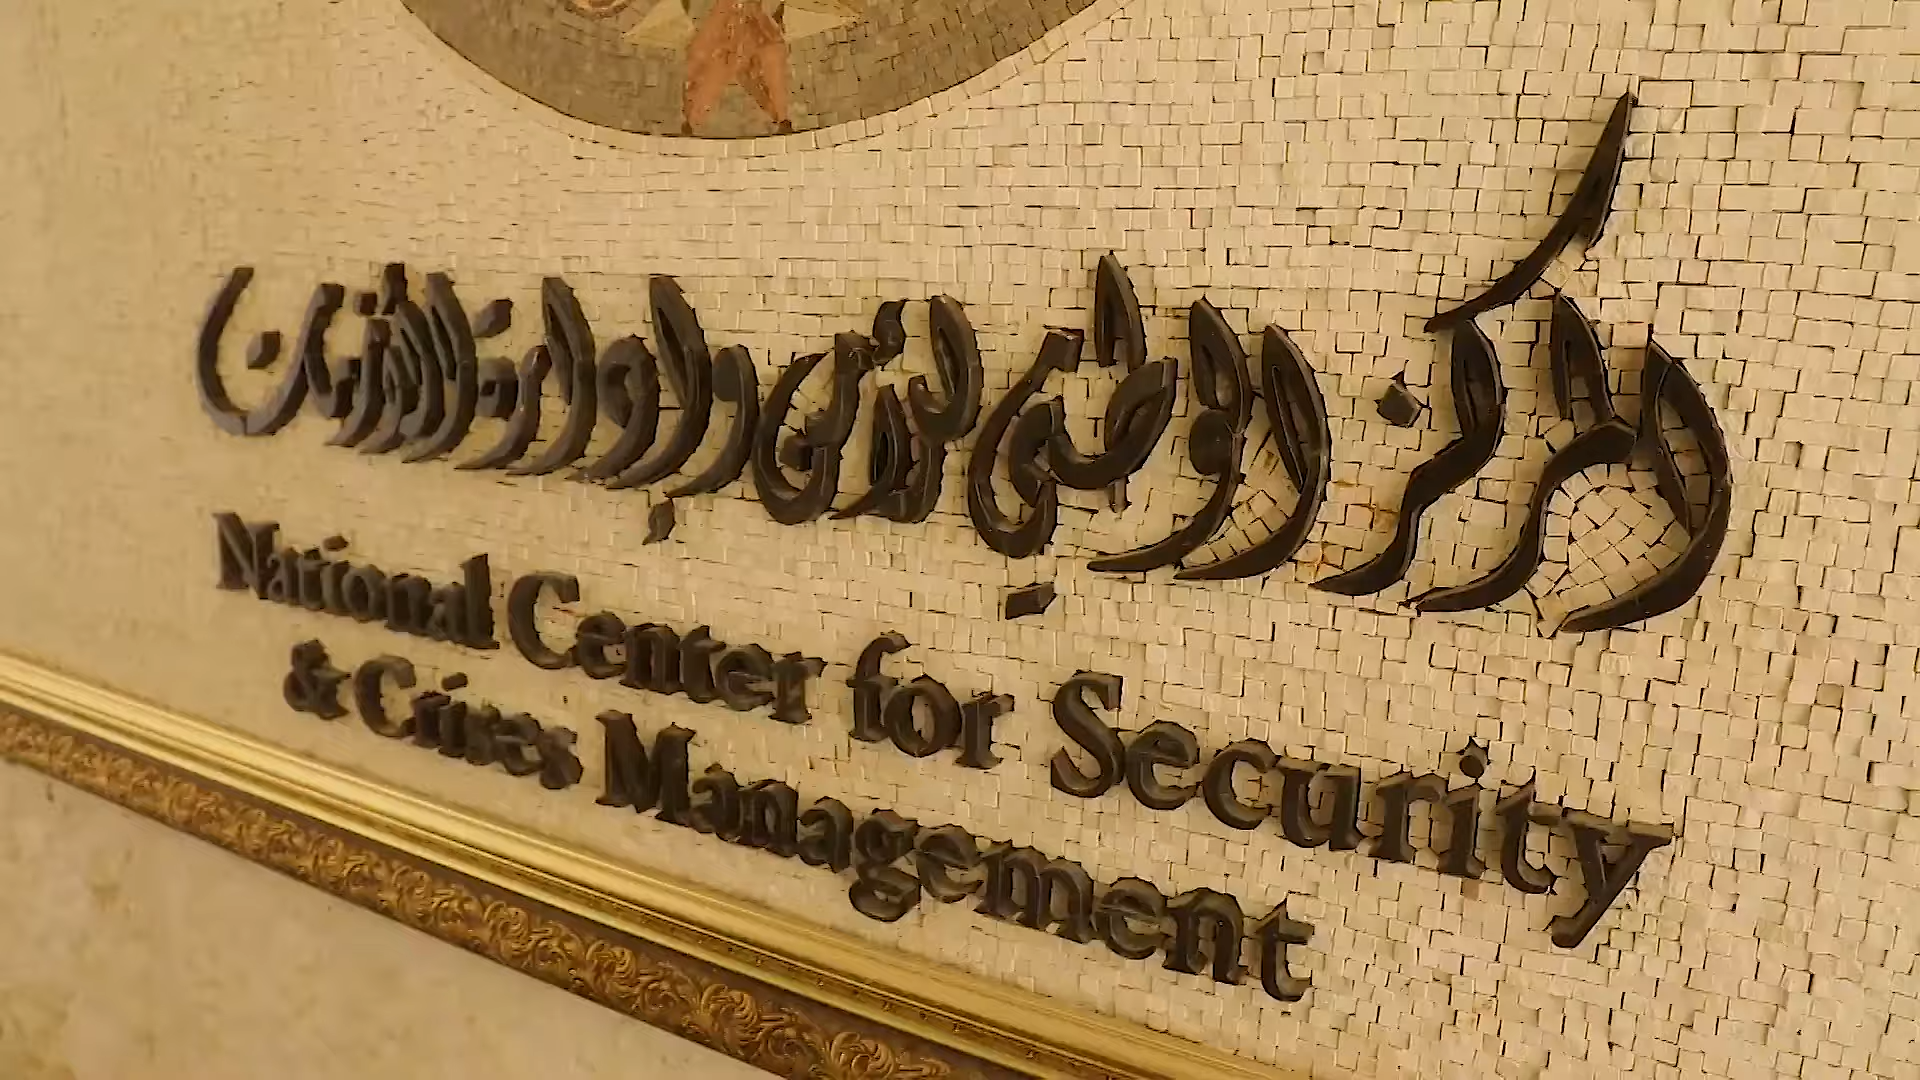 المركز الوطني للأمن وإدارة الأزمات
National Center for Security
& Crises Management